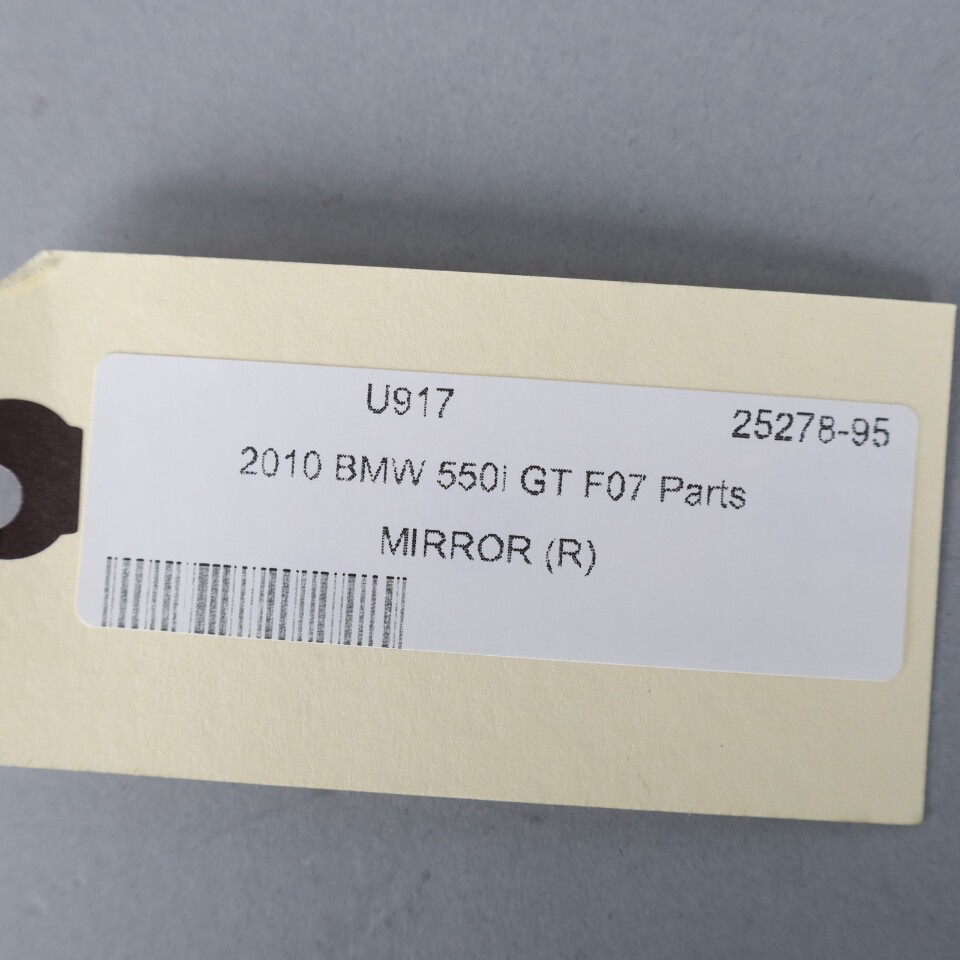 U917 25278-95
2010 BMW 550i GT F07 Parts
MIRROR (R)